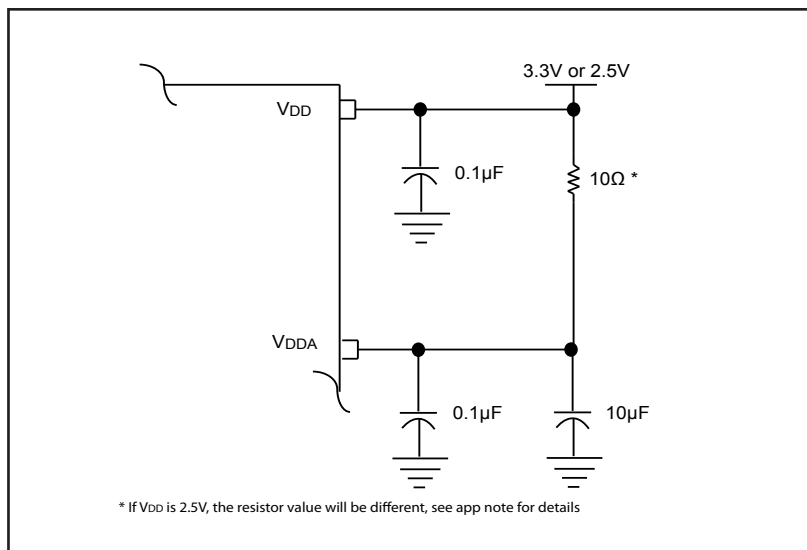 3.3V or 2.5V
VDD
0.1µF
10Ω *
VDDA
0.1µF
10µF
* If VDD is 2.5V, the resistor value will be different, see app note for details